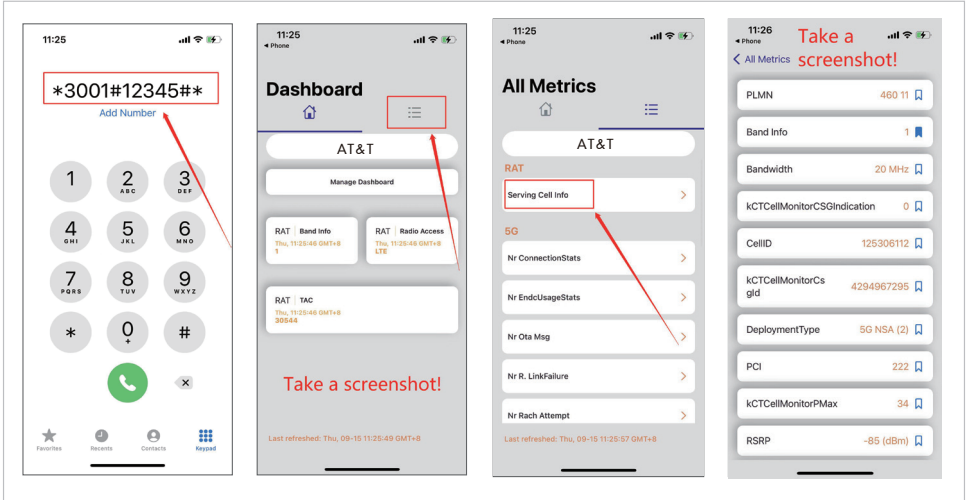 11:25
*3001#12345#*
Add Number
1
2
ABC
3
DEF
4
GHI
5
JKL
6
MNO
7
PQRS
8
TUV
9
WXYZ
*
0
+
#
Favorites
Recents
Contacts
Keypad
11:25
◄ Phone
Dashboard
AT&T
Manage Dashboard
RAT | Band Info
Thu, 11:25:46 GMT+8
1
RAT | Radio Access
Thu, 11:25:46 GMT+8
LTE
RAT | TAC
Thu, 11:25:46 GMT+8
30544
Take a screenshot!
Last refreshed: Thu, 09-15 11:25:49 GMT+8
11:25
◄ Phone
All Metrics
AT&T
RAT
Serving Cell Info
5G
Nr ConnectionStats
Nr EndcUsageStats
Nr Ota Msg
Nr R. LinkFailure
Nr Rach Attempt
Last refreshed: Thu, 09-15 11:25:57 GMT+8
11:26
◄ Phone
Take a
screenshot!
All Metrics
PLMN 460 11
Band Info 1
Bandwidth 20 MHz
kCTCellMonitorCSGIndication 0
CellID 125306112
kCTCellMonitorCs
gId 4294967295
DeploymentType 5G NSA (2)
PCI 222
kCTCellMonitorPMax 34
RSRP -85 (dBm)